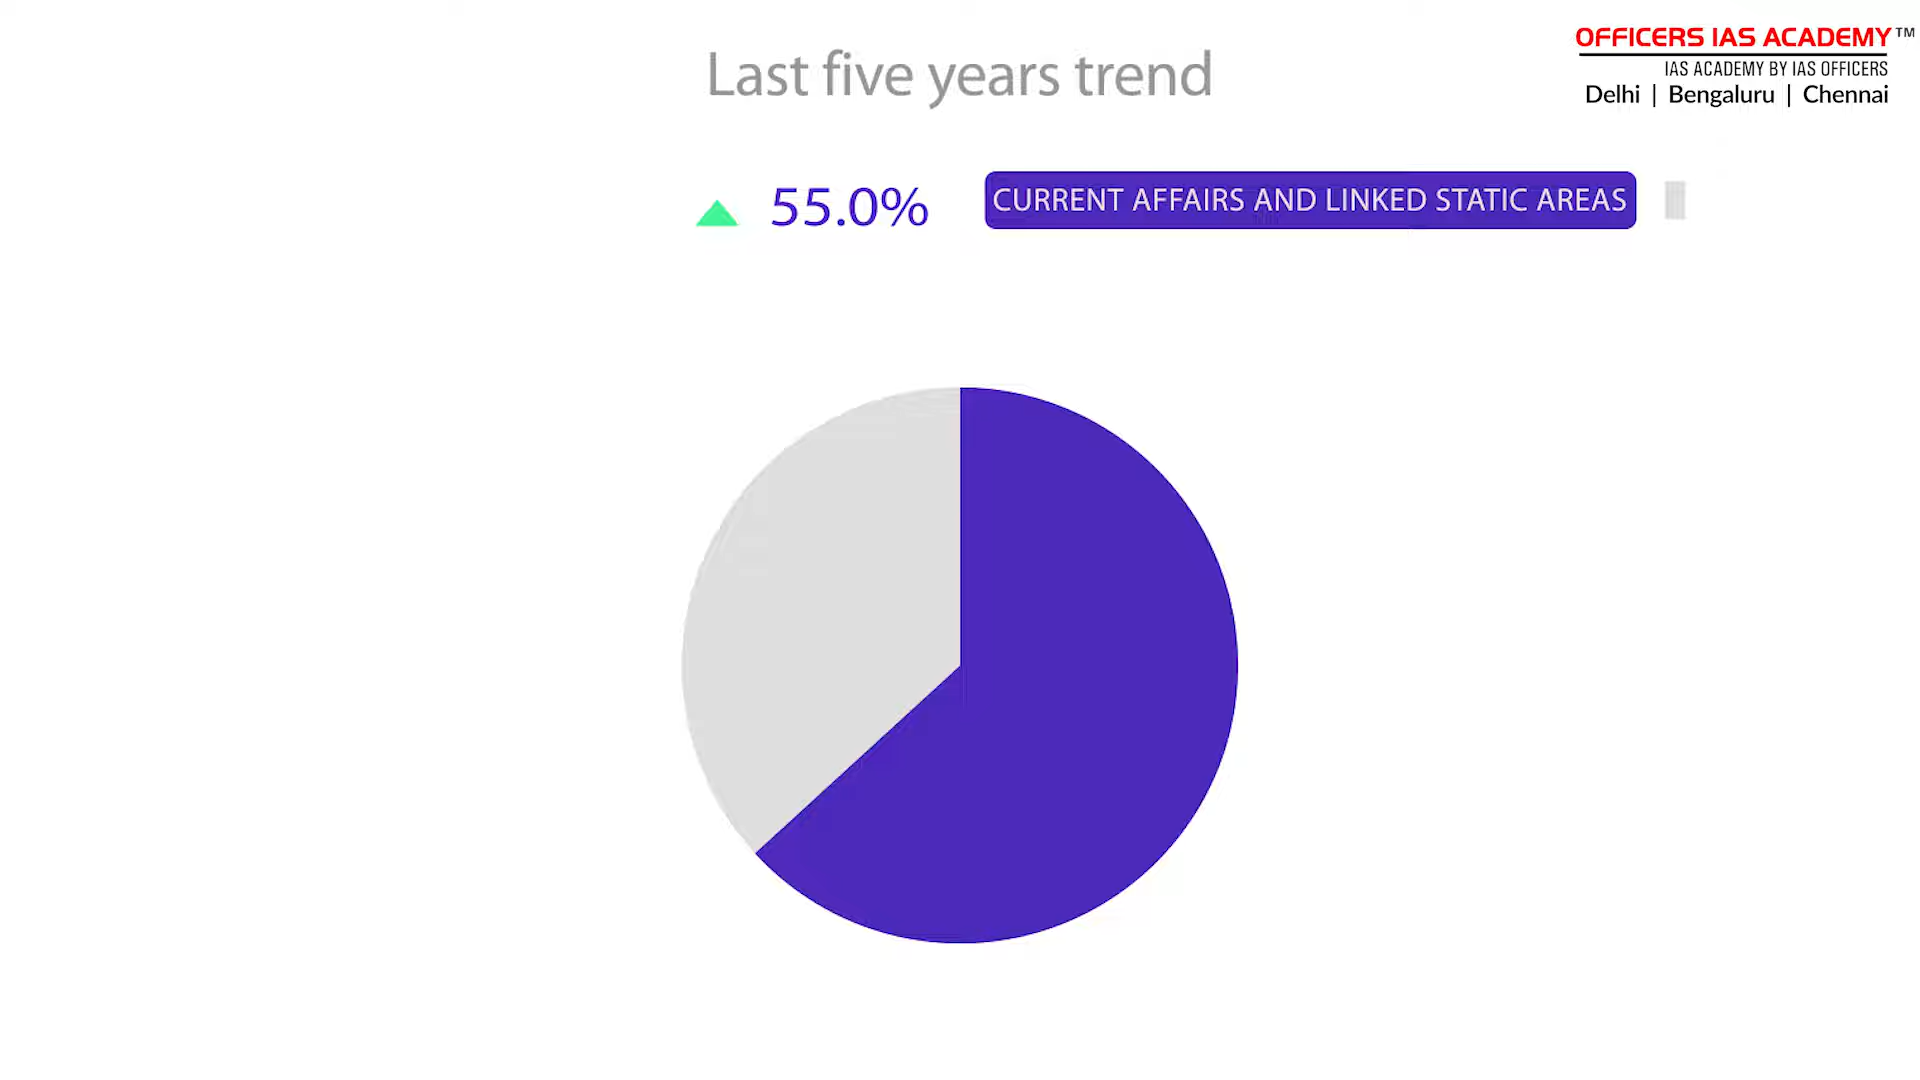 OFFICERS IAS ACADEMY™
IAS ACADEMY BY IAS OFFICERS
Delhi | Bengaluru | Chennai
Last five years trend
55.0%
CURRENT AFFAIRS AND LINKED STATIC AREAS